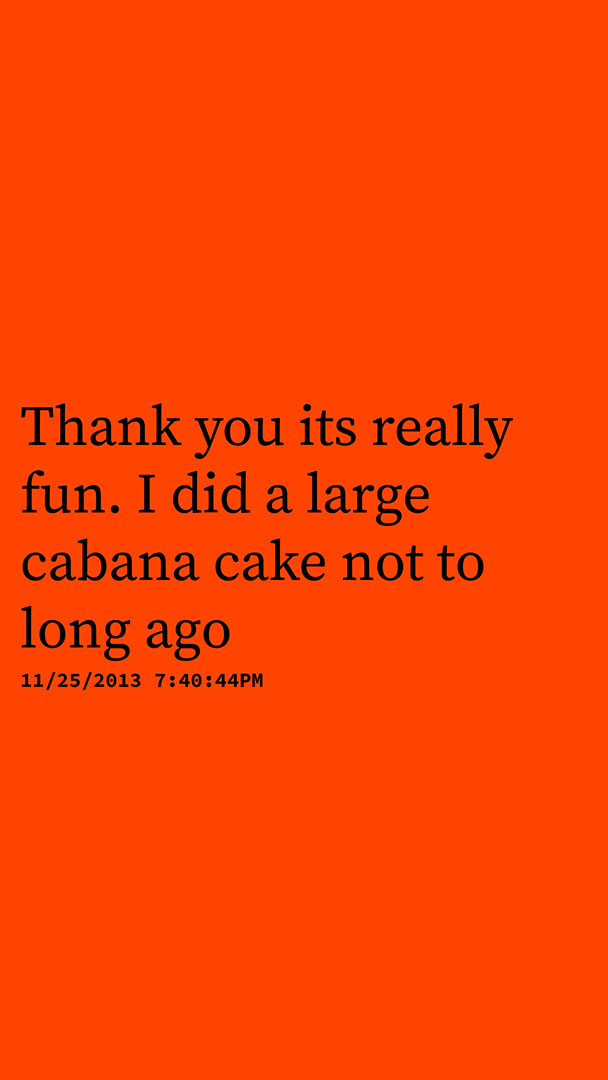 Thank you its really
fun. I did a large
cabana cake not to
long ago
11/25/2013 7:40:44PM